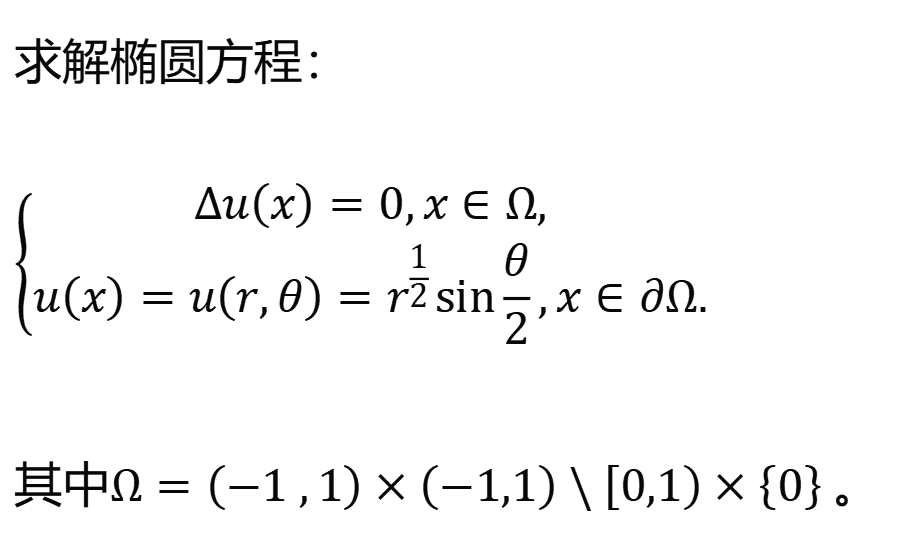 求解椭圆方程：
{ Δu(x) = 0, x ∈ Ω,
u(x) = u(r, θ) = r^{1/2} sin θ/2, x ∈ ∂Ω.
其中Ω = (−1 , 1) × (−1,1) \ [0,1) × {0} 。